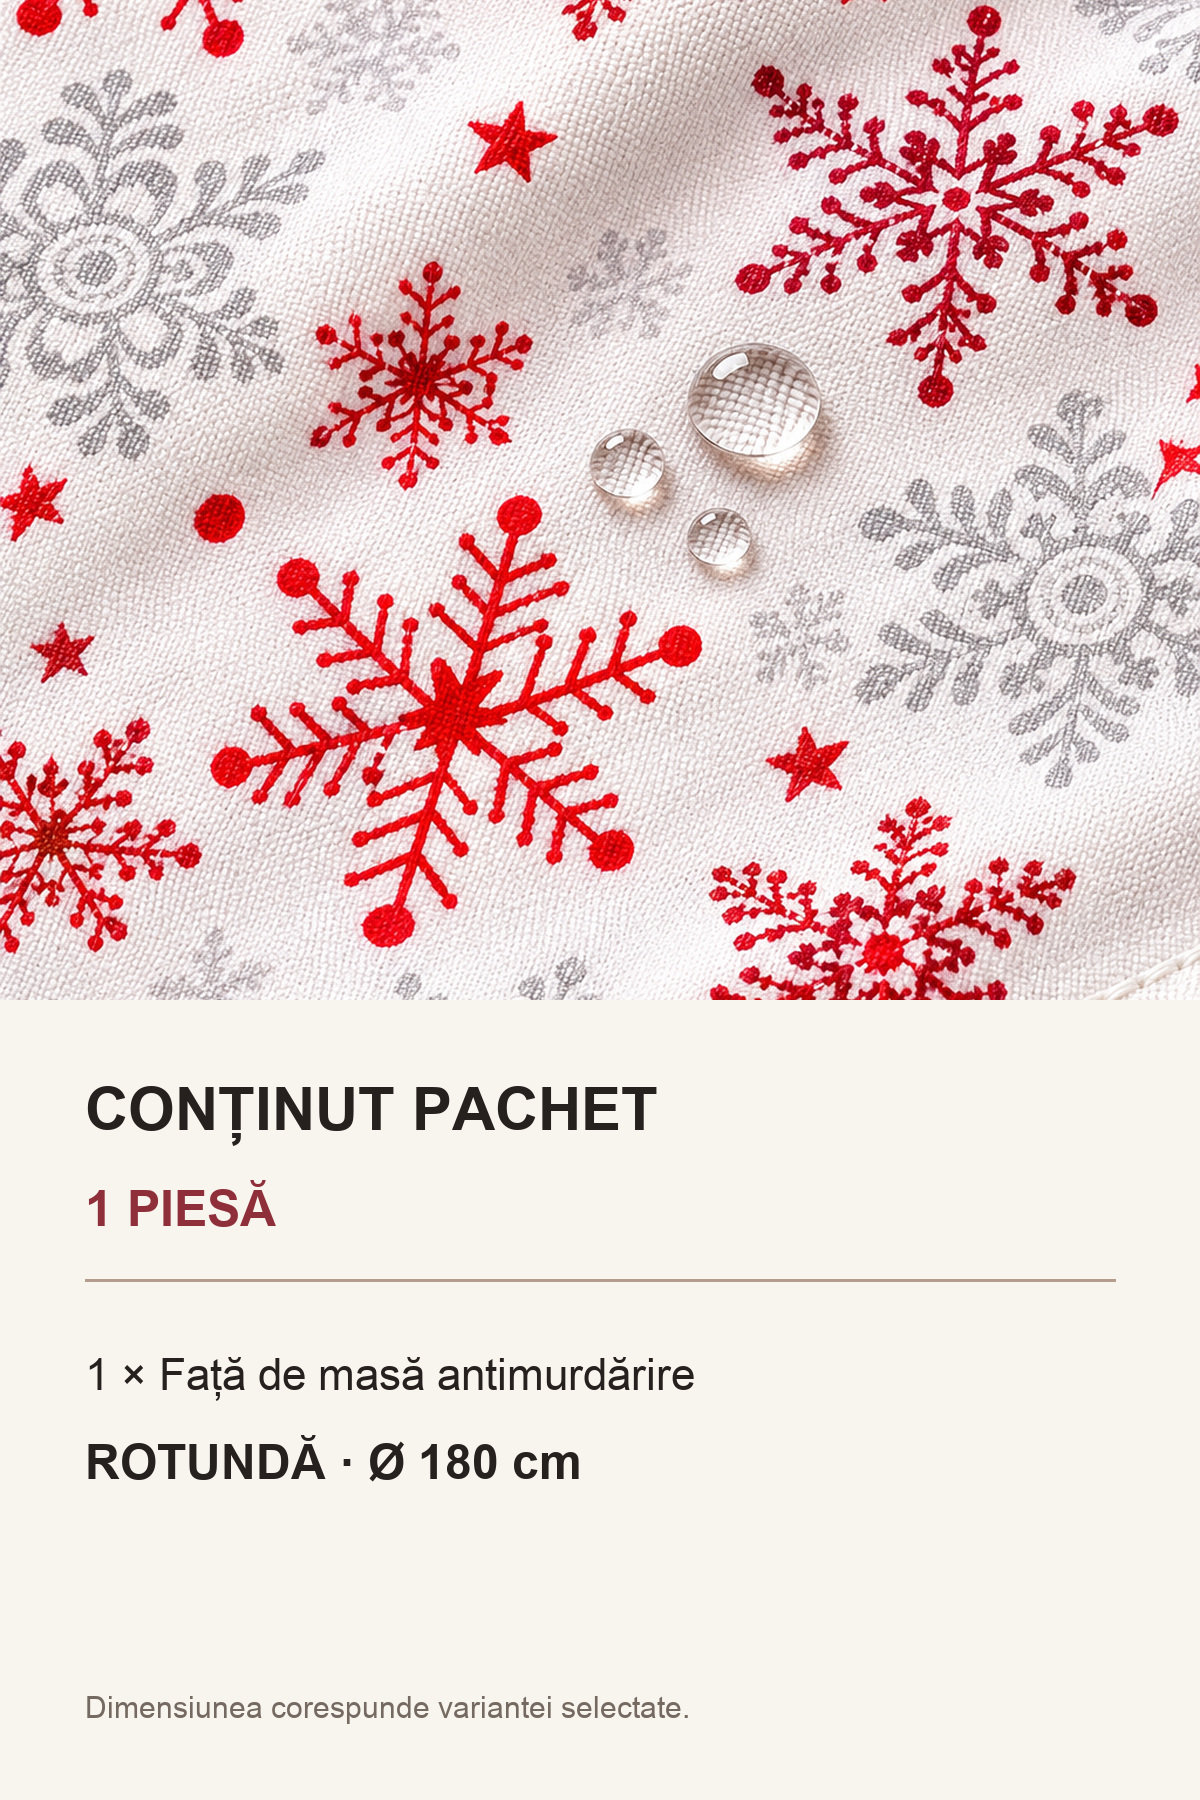 CONȚINUT PACHET
1 PIESĂ
1 × Față de masă antimurdărire
ROTUNDĂ · Ø 180 cm
Dimensiunea corespunde variantei selectate.